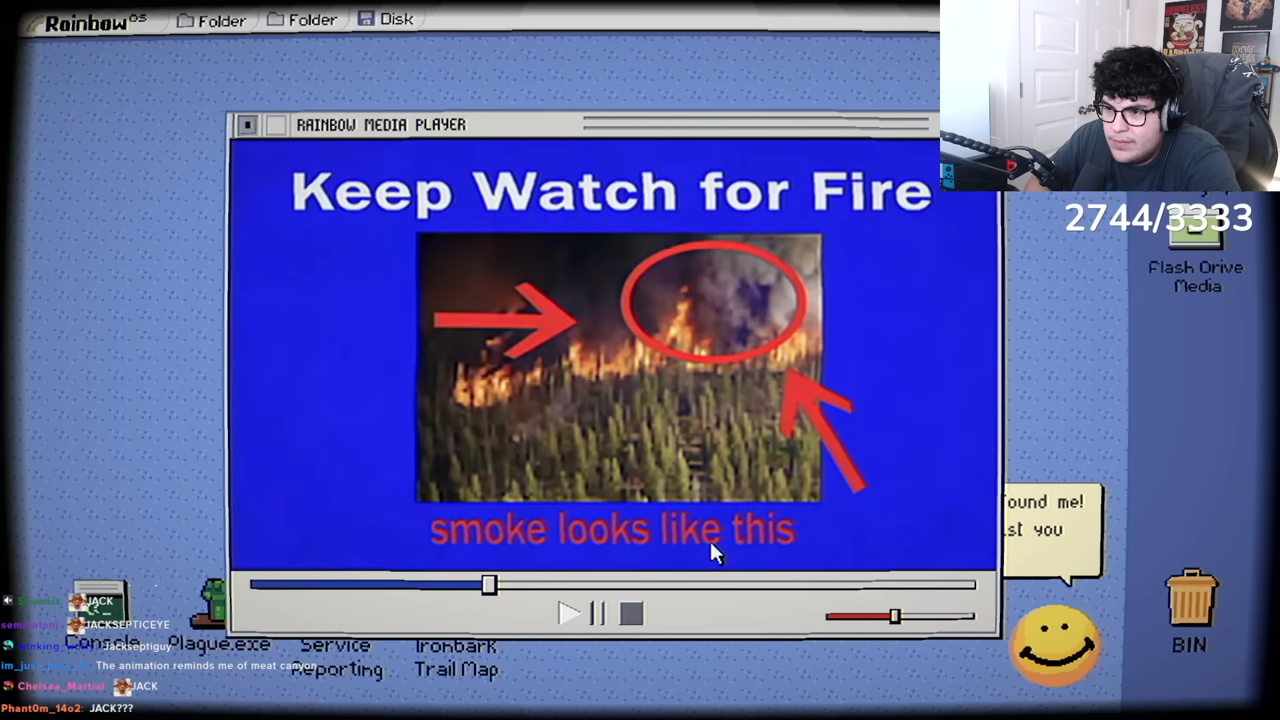 Rainbow OS
Folder
Folder
Disk
RAINBOW MEDIA PLAYER
Keep Watch for Fire
smoke looks like this
2744/3333
Flash Drive
Media
ound me!
st you
BIN
Console
Plague.exe
Service
Reporting
Ironbark
Trail Map
JACK
JACKSEPTICEYE
Jackseptiguy
The animation reminds me of meat canyon
JACK
Phant0m_14o2: JACK???